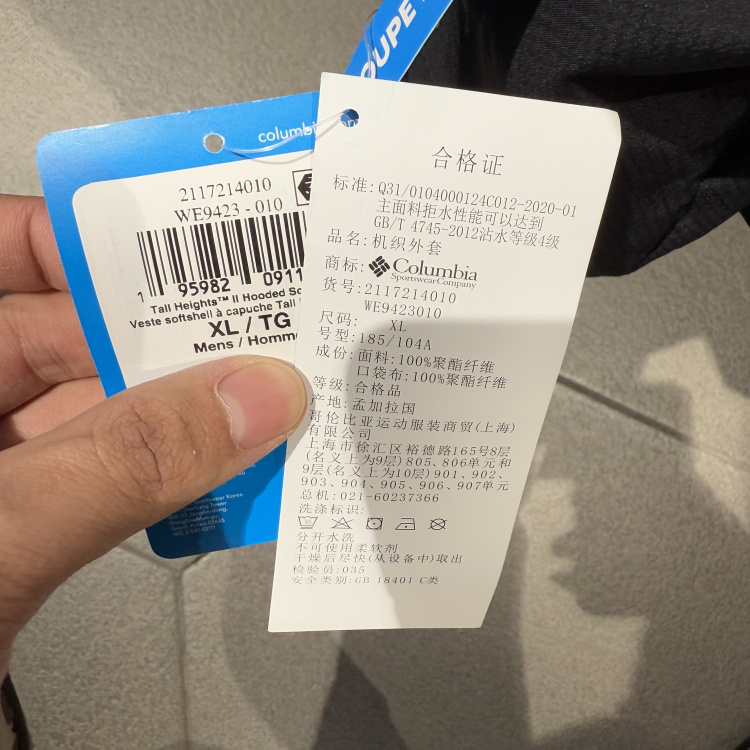 OUPE
columbia
2117214010
WE9423 - 010
1 95982 0911
Tall Heights™ II Hooded So
Veste softshell à capuche Tall
XL / TG
Mens / Homme
合格证
标准:Q31/0104000124C012-2020-01
主面料拒水性能可以达到
GB/T 4745-2012沾水等级4级
品名:机织外套
商标: Columbia
Sportswear Company
货号:2117214010
WE9423010
尺码: XL
号型:185/104A
成份:面料:100%聚酯纤维
口袋布:100%聚酯纤维
等级:合格品
产地:孟加拉国
哥伦比亚运动服装商贸(上海)
有限公司
上海市徐汇区裕德路165号8层
(名义上为9层)805、806单元和
9层(名义上为10层)901、902、
903、904、905、906、907单元
总机:021-60237366
洗涤标识:
分开水洗
不可使用柔软剂
干燥后尽快(从设备中)取出
检验员:035
安全类别:GB 18401 C类